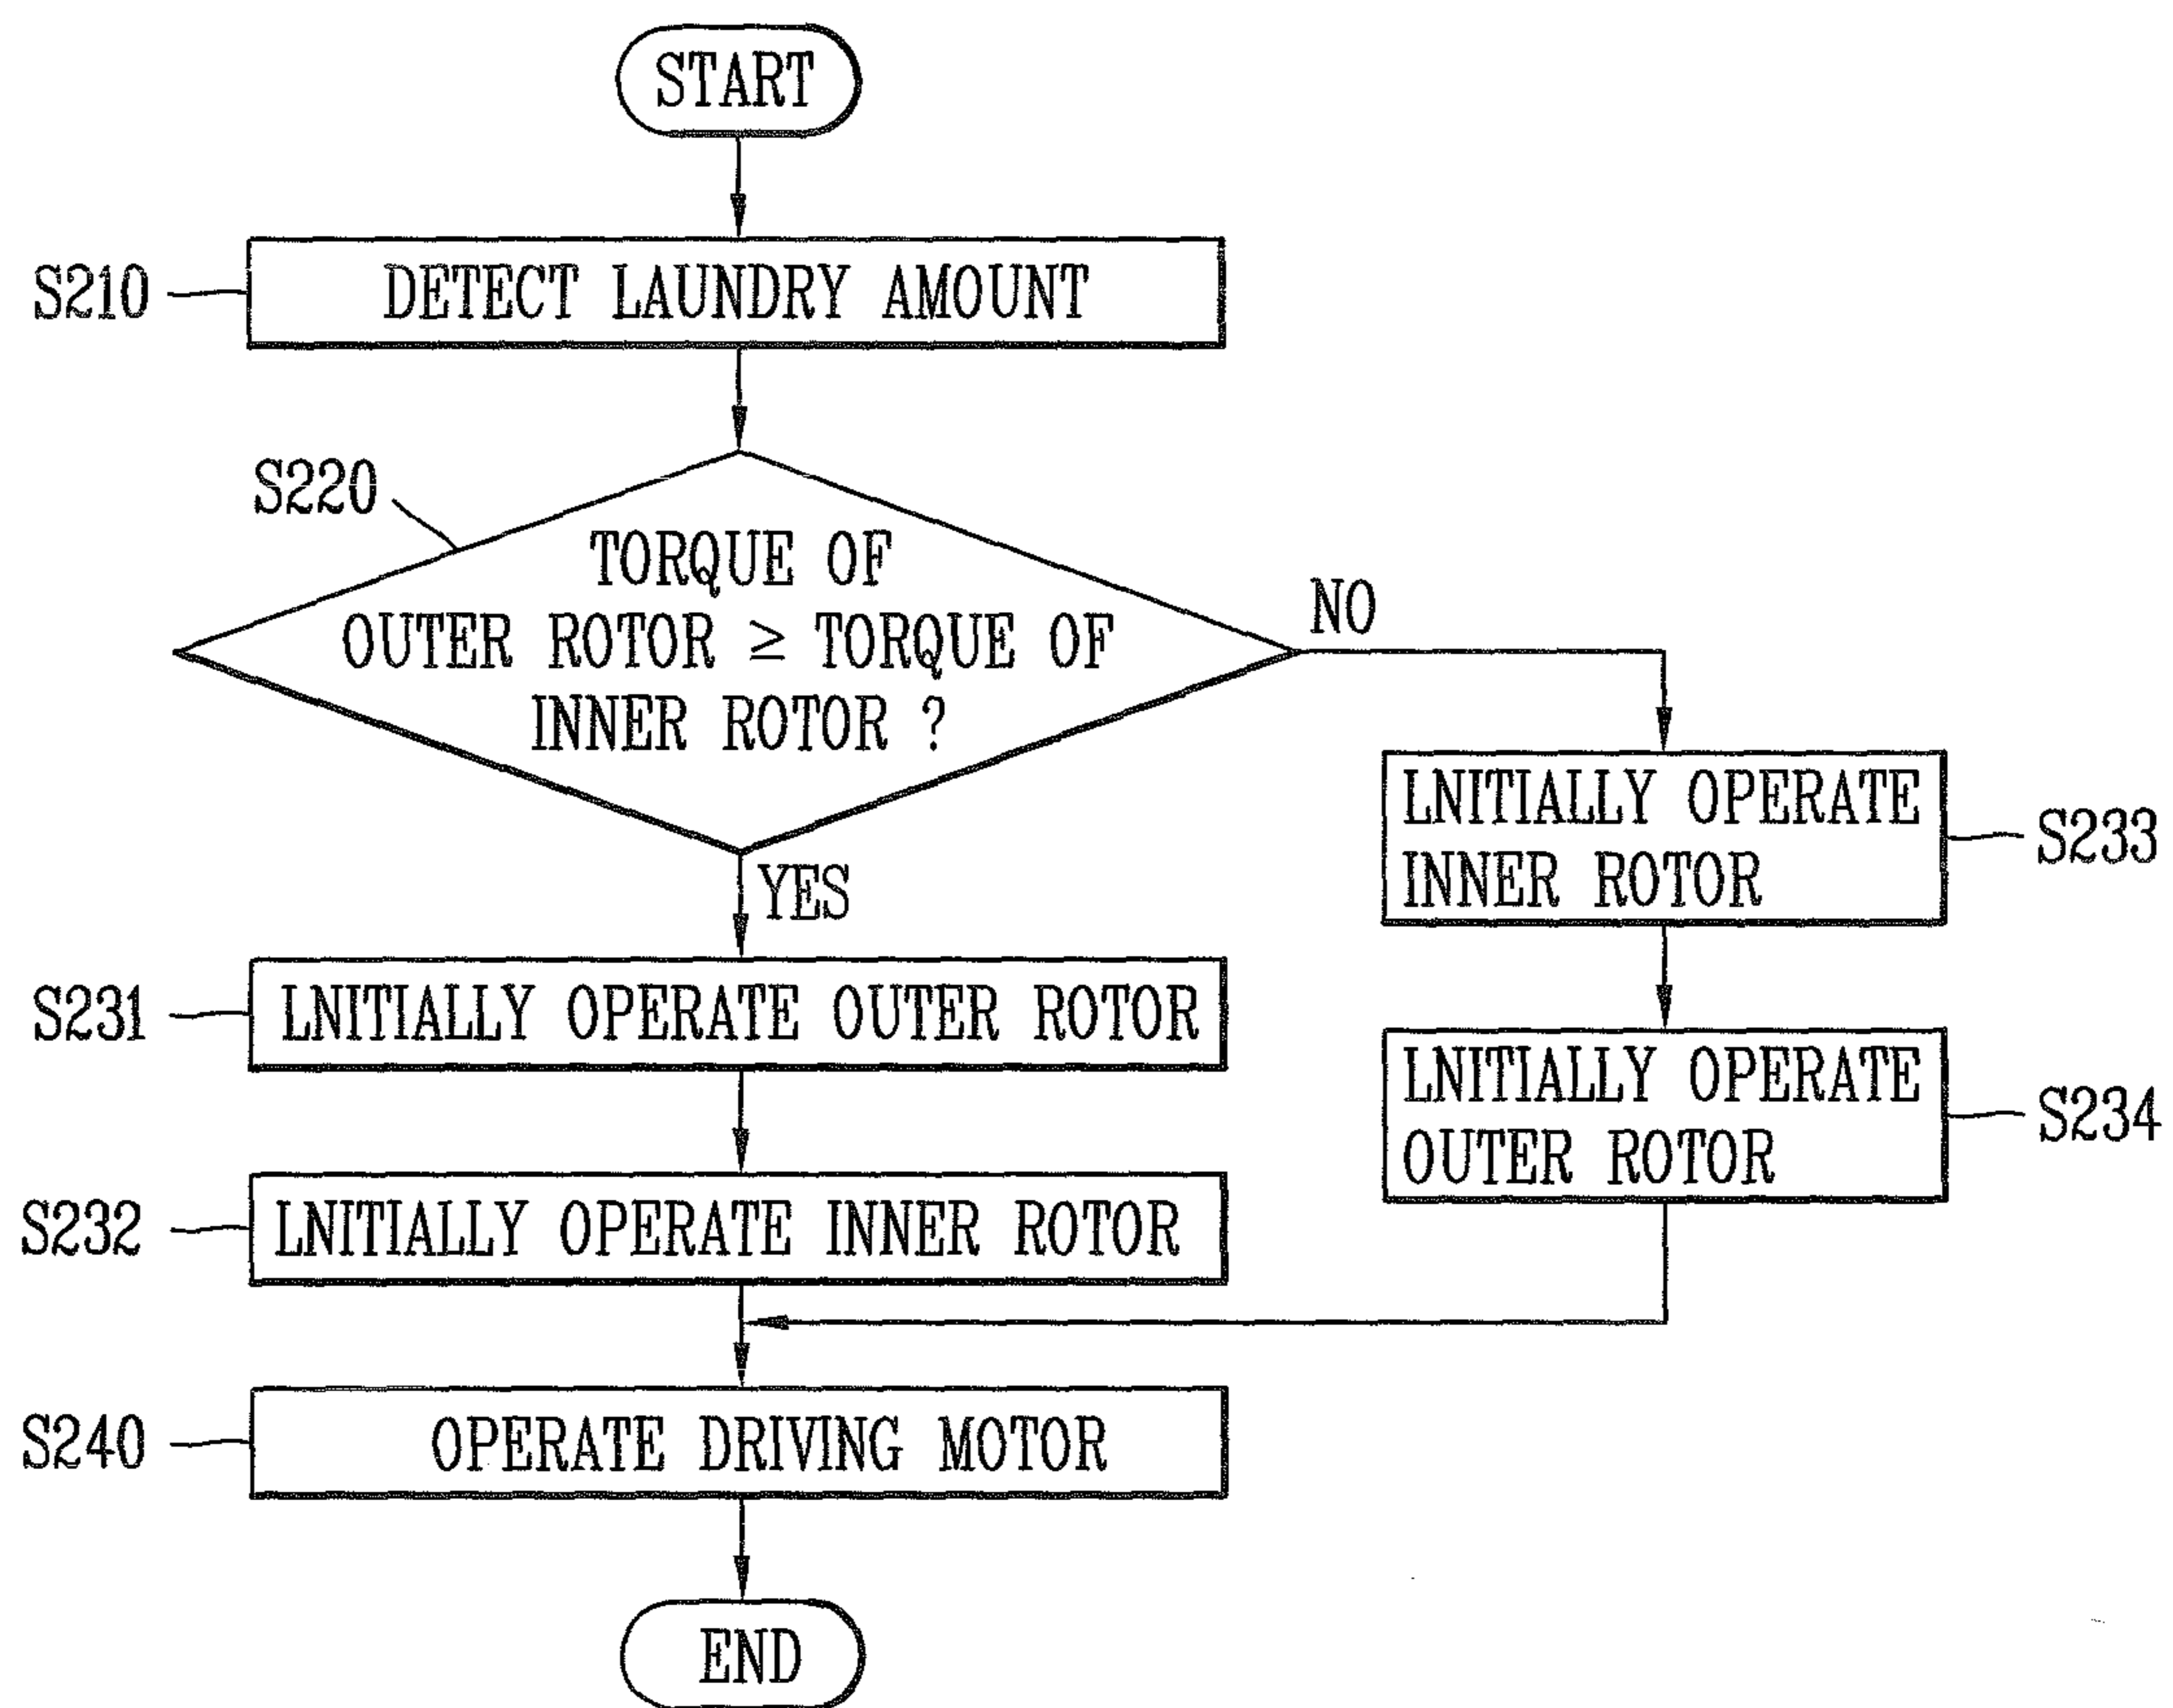 START
S210
DETECT LAUNDRY AMOUNT
S220
TORQUE OF
OUTER ROTOR ≥ TORQUE OF
INNER ROTOR ?
NO
YES
LNITIALLY OPERATE
INNER ROTOR
S233
S231
LNITIALLY OPERATE OUTER ROTOR
LNITIALLY OPERATE
OUTER ROTOR
S234
S232
LNITIALLY OPERATE INNER ROTOR
S240
OPERATE DRIVING MOTOR
END